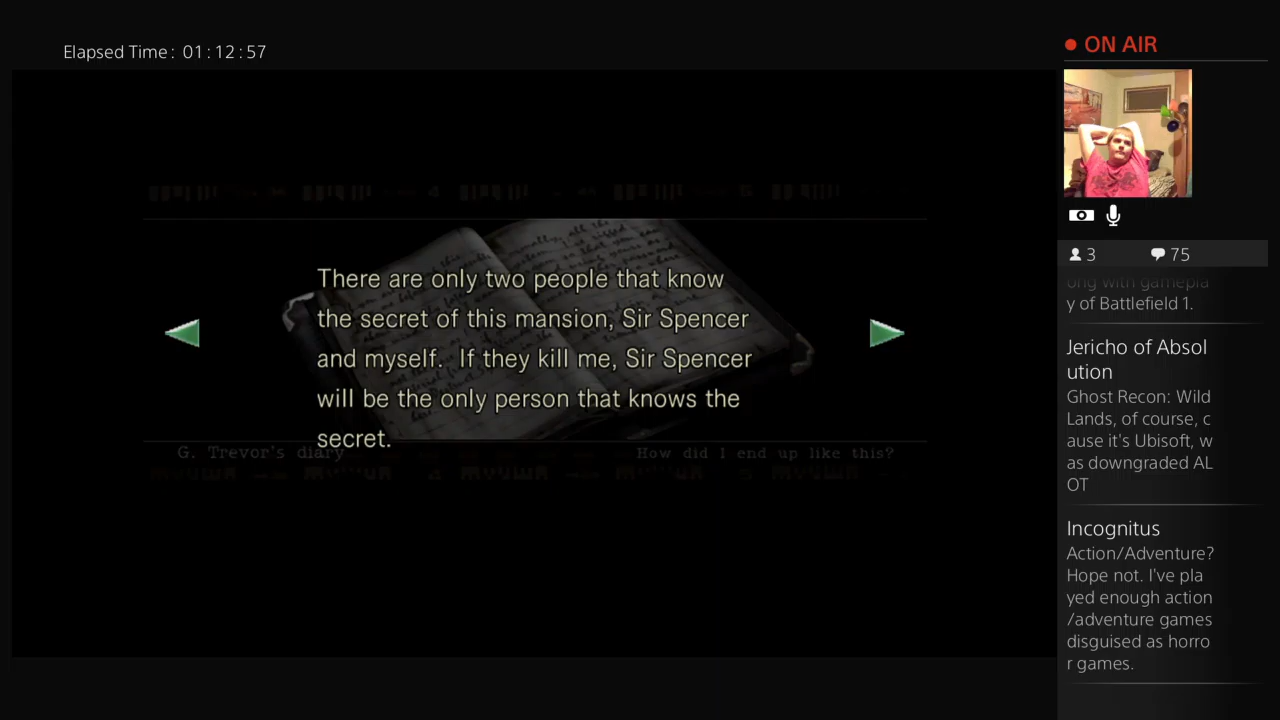 Elapsed Time: 01:12:57
ON AIR
There are only two people that know
the secret of this mansion, Sir Spencer
and myself. If they kill me, Sir Spencer
will be the only person that knows the
secret.
G. Trevor's diary
How did I end up like this?
3
75
ong with gamepla
y of Battlefield 1.
Jericho of Absol
ution
Ghost Recon: Wild
Lands, of course, c
ause it's Ubisoft, w
as downgraded AL
OT
Incognitus
Action/Adventure?
Hope not. I've pla
yed enough action
/adventure games
disguised as horro
r games.